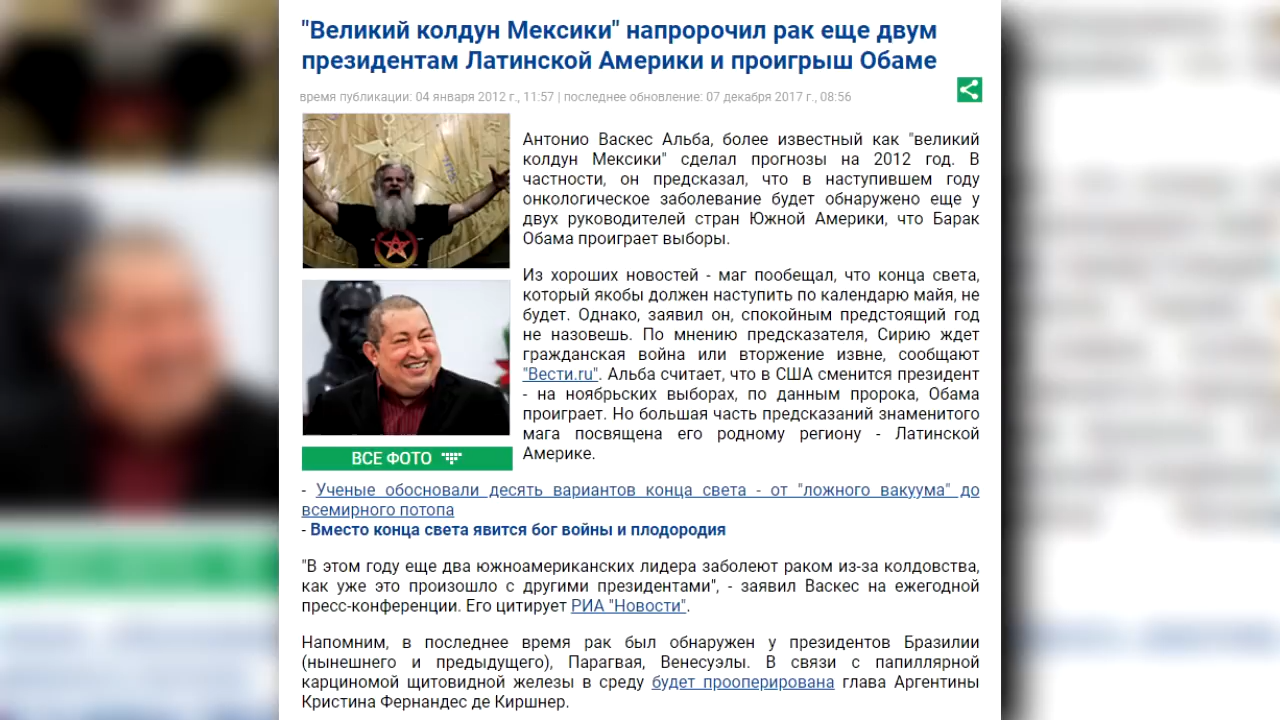 "Великий колдун Мексики" напророчил рак еще двум
президентам Латинской Америки и проигрыш Обаме
время публикации: 04 января 2012 г., 11:57 | последнее обновление: 07 декабря 2017 г., 08:56
Антонио Васкес Альба, более известный как "великий
колдун Мексики" сделал прогнозы на 2012 год. В
частности, он предсказал, что в наступившем году
онкологическое заболевание будет обнаружено еще у
двух руководителей стран Южной Америки, что Барак
Обама проиграет выборы.
Из хороших новостей - маг пообещал, что конца света,
который якобы должен наступить по календарю майя, не
будет. Однако, заявил он, спокойным предстоящий год
не назовешь. По мнению предсказателя, Сирию ждет
гражданская война или вторжение извне, сообщают
"Вести.ru". Альба считает, что в США сменится президент
- на ноябрьских выборах, по данным пророка, Обама
проиграет. Но большая часть предсказаний знаменитого
мага посвящена его родному региону - Латинской
Америке.
ВСЕ ФОТО
- Ученые обосновали десять вариантов конца света - от "ложного вакуума" до
всемирного потопа
- Вместо конца света явится бог войны и плодородия
"В этом году еще два южноамериканских лидера заболеют раком из-за колдовства,
как уже это произошло с другими президентами", - заявил Васкес на ежегодной
пресс-конференции. Его цитирует РИА "Новости".
Напомним, в последнее время рак был обнаружен у президентов Бразилии
(нынешнего и предыдущего), Парагвая, Венесуэлы. В связи с папиллярной
карциномой щитовидной железы в среду будет прооперирована глава Аргентины
Кристина Фернандес де Киршнер.